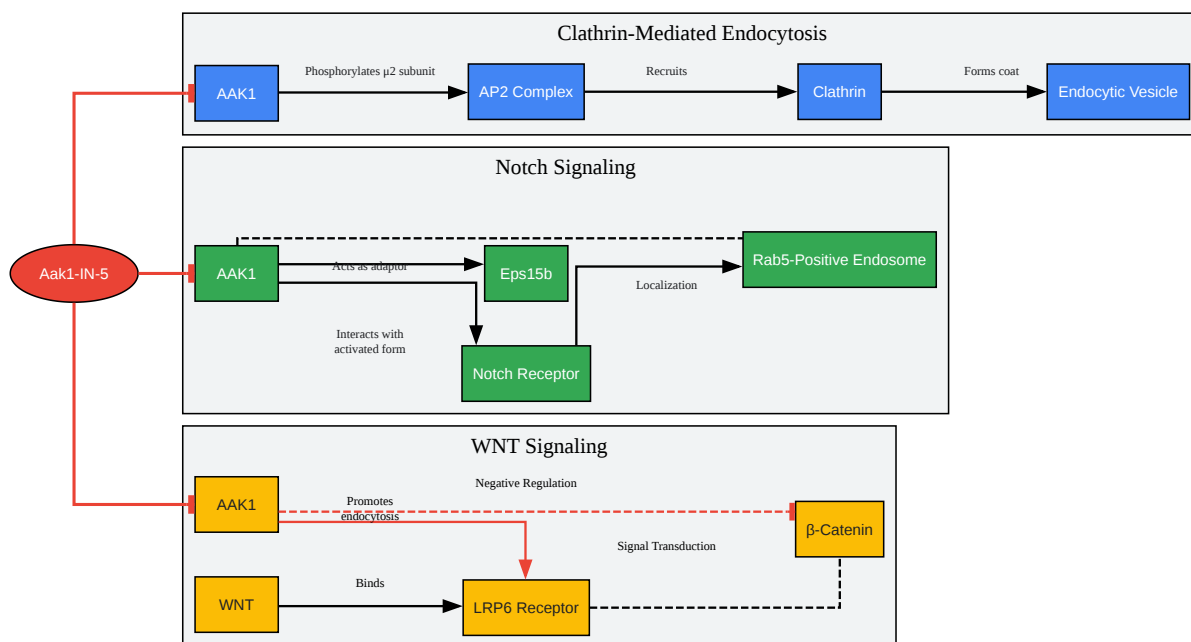 Clathrin-Mediated Endocytosis
AAK1
Phosphorylates μ2 subunit
AP2 Complex
Recruits
Clathrin
Forms coat
Endocytic Vesicle
Notch Signaling
Aak1-IN-5
AAK1
Acts as adaptor
Eps15b
Localization
Rab5-Positive Endosome
Interacts with
activated form
Notch Receptor
WNT Signaling
AAK1
Promotes
endocytosis
Negative Regulation
β-Catenin
Signal Transduction
WNT
Binds
LRP6 Receptor